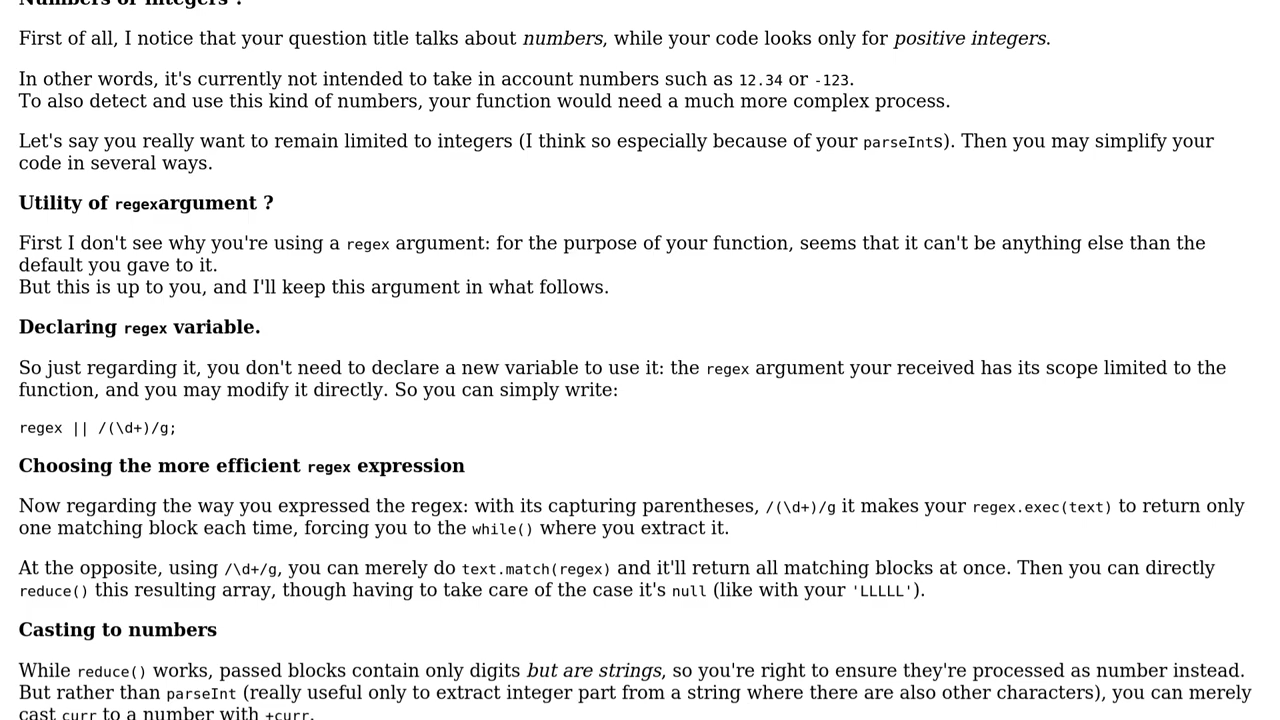 Numbers or integers ?
First of all, I notice that your question title talks about numbers, while your code looks only for positive integers.
In other words, it's currently not intended to take in account numbers such as 12.34 or -123.
To also detect and use this kind of numbers, your function would need a much more complex process.
Let's say you really want to remain limited to integers (I think so especially because of your parseInts). Then you may simplify your
code in several ways.
Utility of regexargument ?
First I don't see why you're using a regex argument: for the purpose of your function, seems that it can't be anything else than the
default you gave to it.
But this is up to you, and I'll keep this argument in what follows.
Declaring regex variable.
So just regarding it, you don't need to declare a new variable to use it: the regex argument your received has its scope limited to the
function, and you may modify it directly. So you can simply write:
regex || /(\d+)/g;
Choosing the more efficient regex expression
Now regarding the way you expressed the regex: with its capturing parentheses, /(\d+)/g it makes your regex.exec(text) to return only
one matching block each time, forcing you to the while() where you extract it.
At the opposite, using /\d+/g, you can merely do text.match(regex) and it'll return all matching blocks at once. Then you can directly
reduce() this resulting array, though having to take care of the case it's null (like with your 'LLLLL').
Casting to numbers
While reduce() works, passed blocks contain only digits but are strings, so you're right to ensure they're processed as number instead.
But rather than parseInt (really useful only to extract integer part from a string where there are also other characters), you can merely
cast curr to a number with +curr.